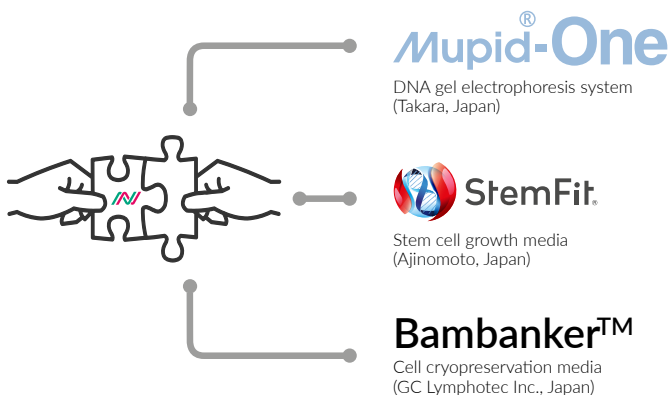 Mupid®-One
DNA gel electrophoresis system
(Takara, Japan)
StemFit®
Stem cell growth media
(Ajinomoto, Japan)
Bambanker™
Cell cryopreservation media
(GC Lymphotec Inc., Japan)